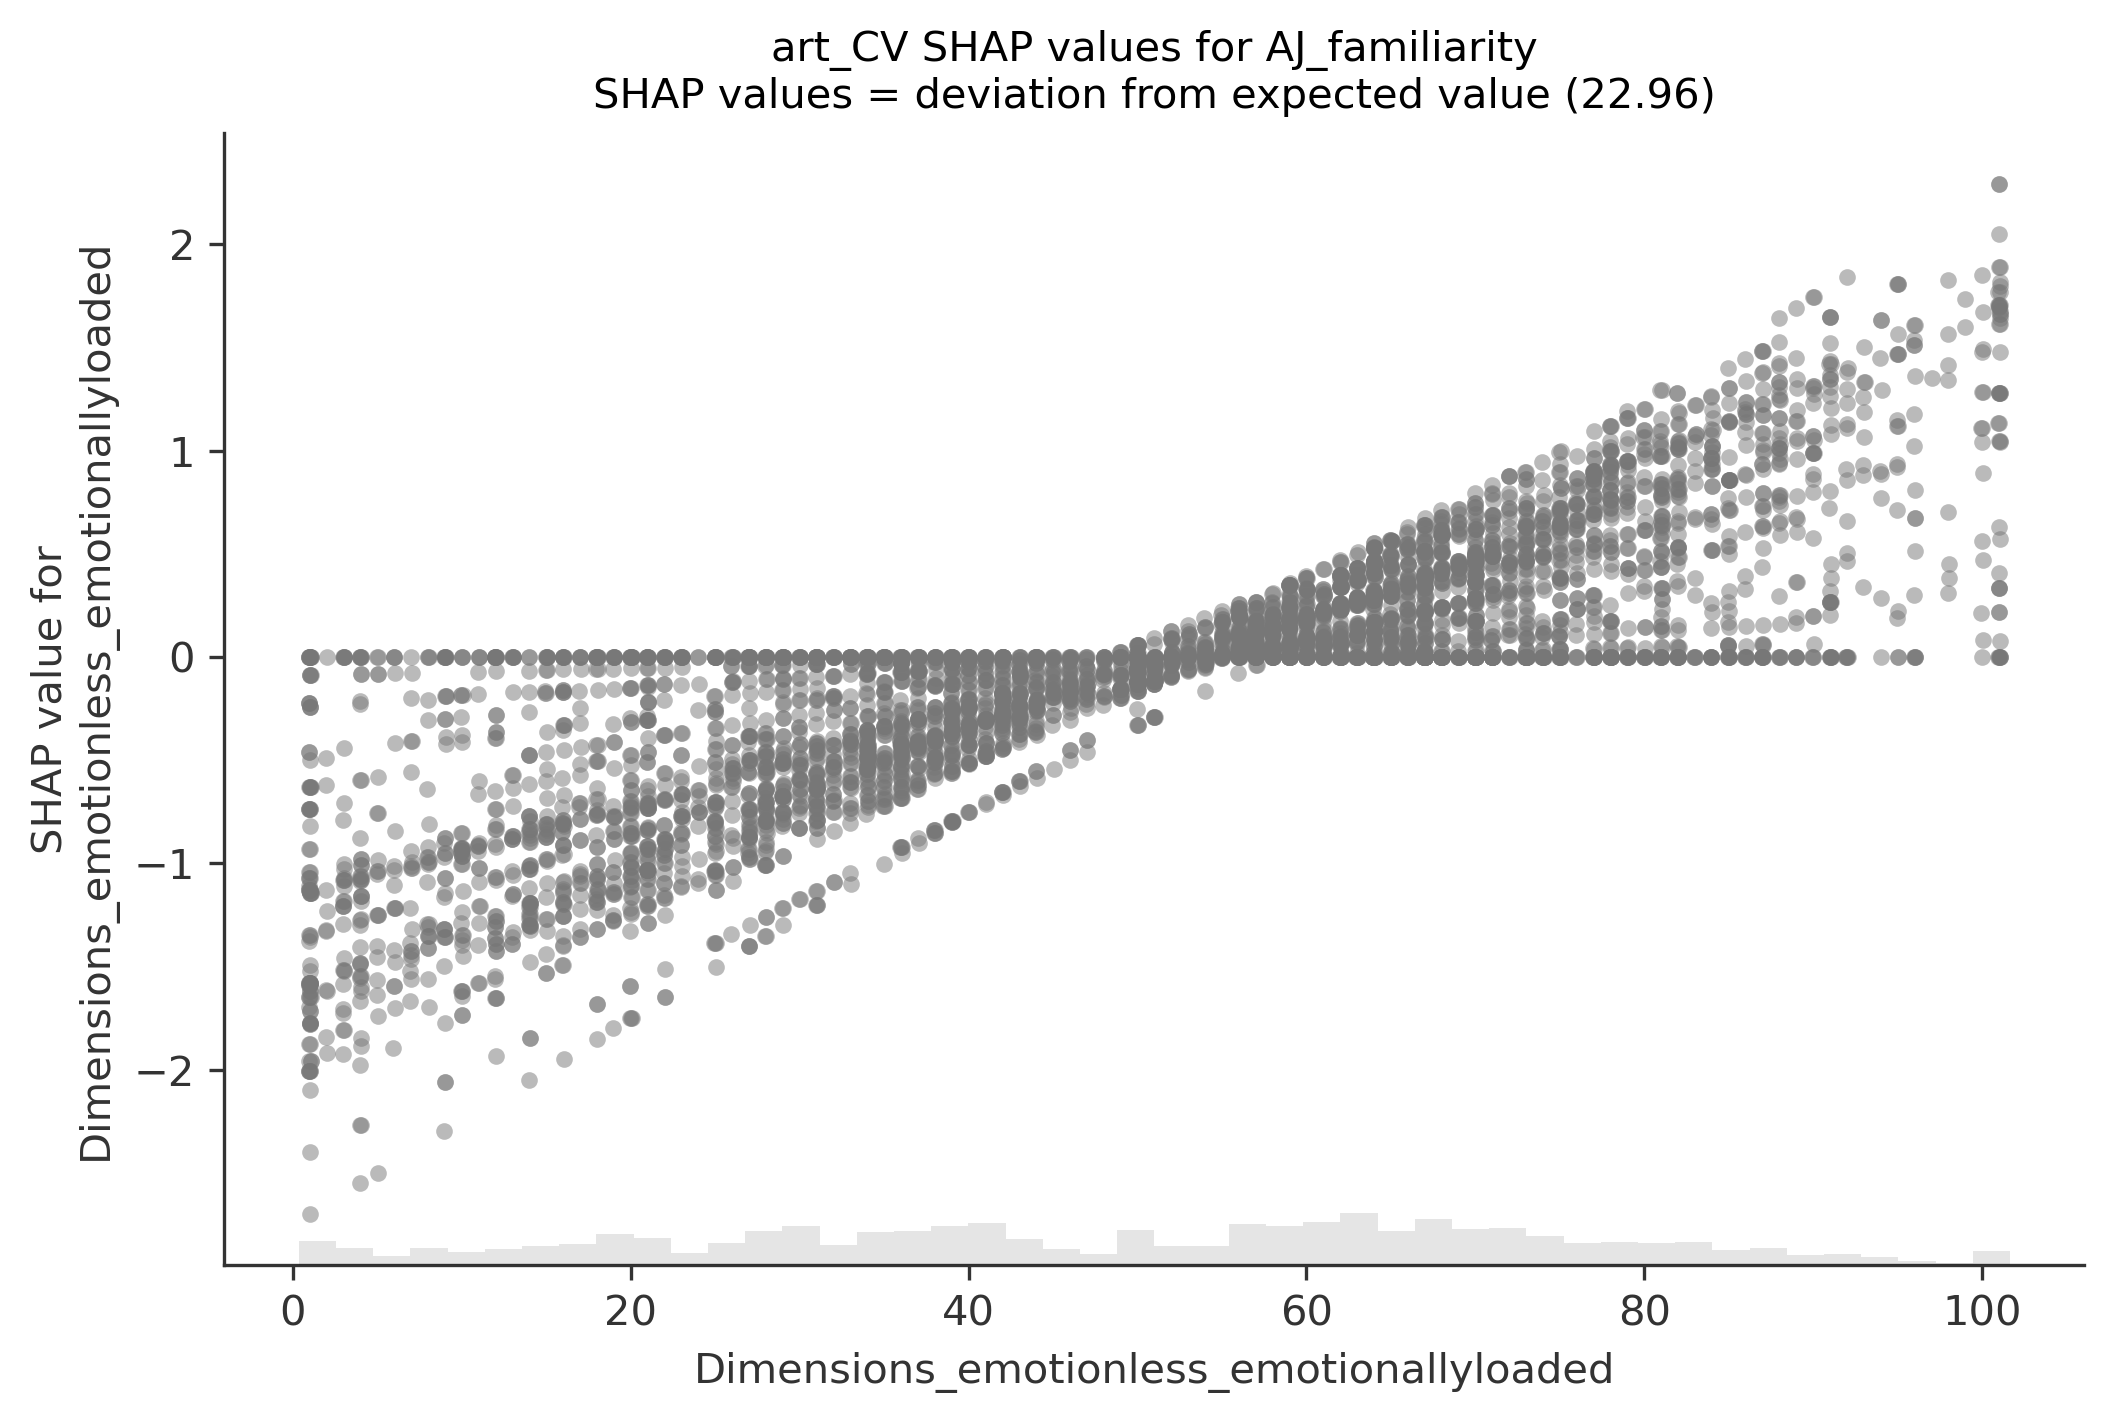 art_CV SHAP values for AJ_familiarity
SHAP values = deviation from expected value (22.96)
SHAP value for
Dimensions_emotionless_emotionallyloaded
2
1
0
−1
−2
0
20
40
60
80
100
Dimensions_emotionless_emotionallyloaded